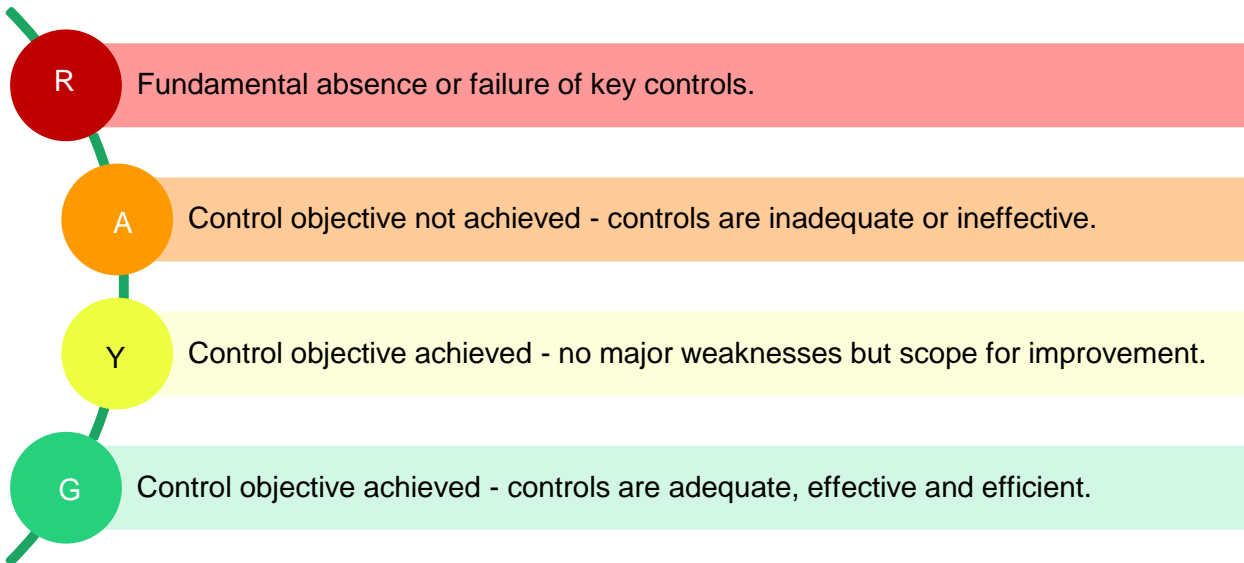 R
Fundamental absence or failure of key controls.
A
Control objective not achieved - controls are inadequate or ineffective.
Y
Control objective achieved - no major weaknesses but scope for improvement.
G
Control objective achieved - controls are adequate, effective and efficient.